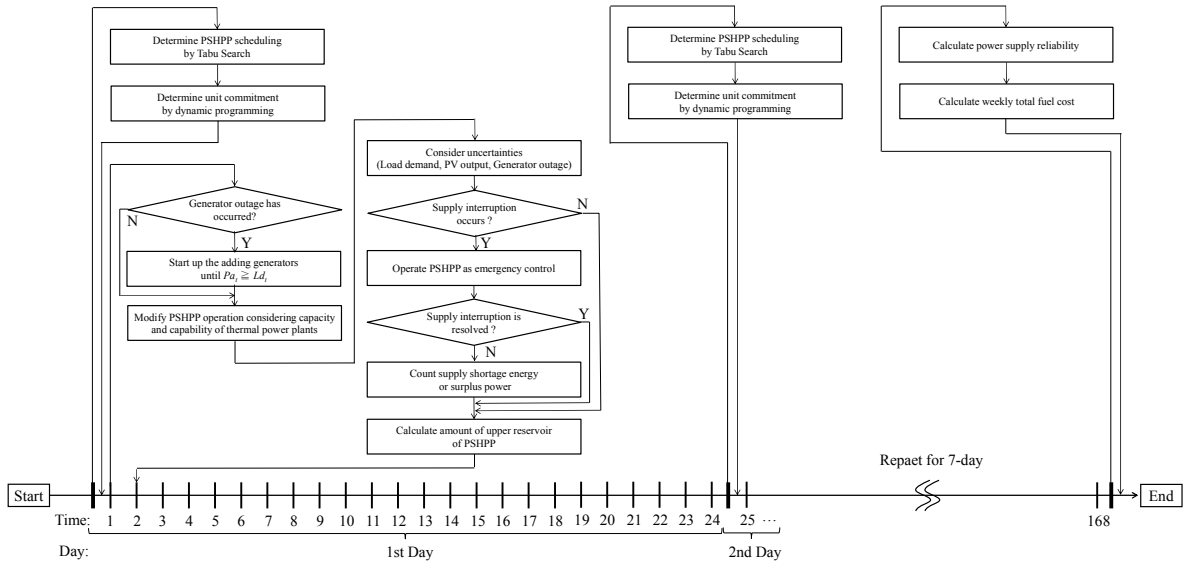 Determine PSHPP scheduling
by Tabu Search
Determine unit commitment
by dynamic programming
Generator outage has
occurred?
N
Y
Start up the adding generators
until Paₜ ≧ Ldₜ
Modify PSHPP operation considering capacity
and capability of thermal power plants
Consider uncertainties
(Load demand, PV output, Generator outage)
Supply interruption
occurs ?
N
Y
Operate PSHPP as emergency control
Supply interruption is
resolved ?
Y
N
Count supply shortage energy
or surplus power
Calculate amount of upper reservoir
of PSHPP
Determine PSHPP scheduling
by Tabu Search
Determine unit commitment
by dynamic programming
Calculate power supply reliability
Calculate weekly total fuel cost
Repaet for 7-day
Start
End
Time: 1 2 3 4 5 6 7 8 9 10 11 12 13 14 15 16 17 18 19 20 21 22 23 24 25 … 168
Day: 1st Day 2nd Day